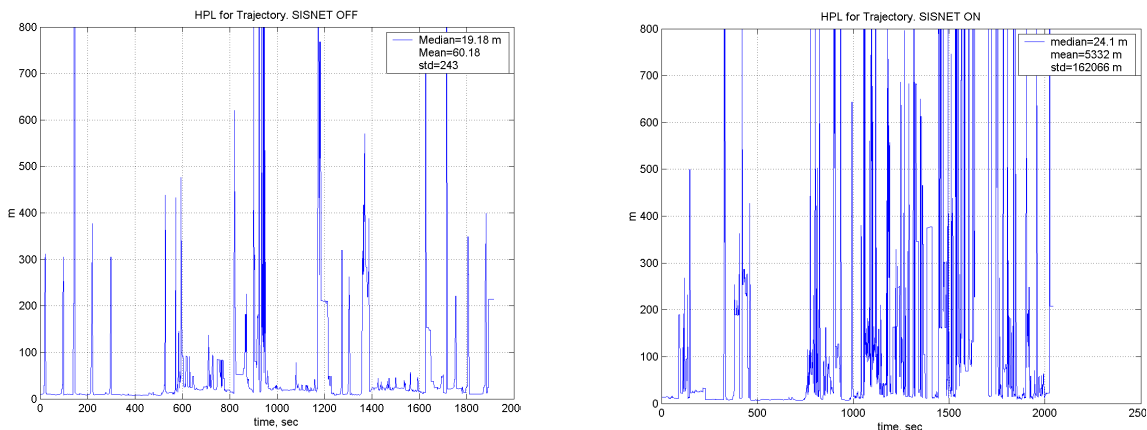 HPL for Trajectory. SISNET OFF
800
700
600
500
400
300
200
100
0
m
Median=19.18 m
Mean=60.18
std=243
0 200 400 600 800 1000 1200 1400 1600 1800 2000
time, sec
HPL for Trajectory. SISNET ON
800
700
600
500
400
300
200
100
0
m
median=24.1 m
mean=5332 m
std=162066 m
0 500 1000 1500 2000 250
time, sec